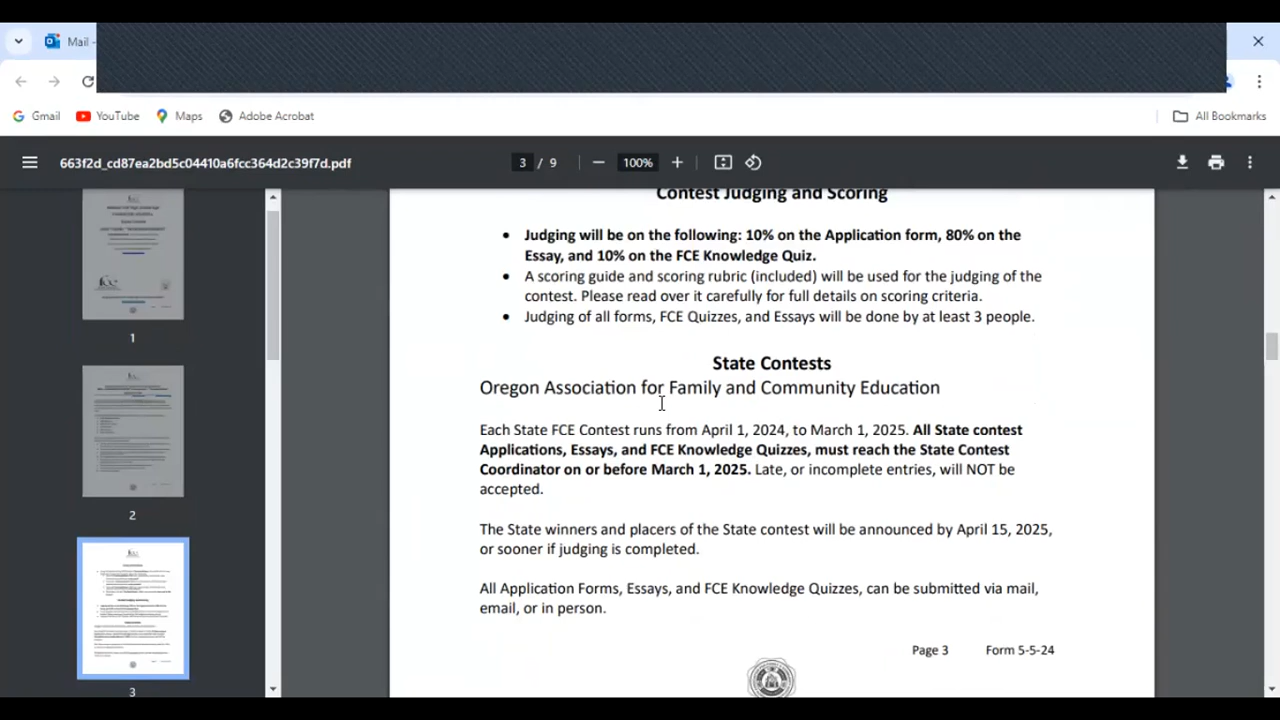 Mail -
Gmail
YouTube
Maps
Adobe Acrobat
All Bookmarks
663f2d_cd87ea2bd5c04410a6fcc364d2c39f7d.pdf
3 / 9
100%
1
2
3
Contest Judging and Scoring
• Judging will be on the following: 10% on the Application form, 80% on the
Essay, and 10% on the FCE Knowledge Quiz.
• A scoring guide and scoring rubric (included) will be used for the judging of the
contest. Please read over it carefully for full details on scoring criteria.
• Judging of all forms, FCE Quizzes, and Essays will be done by at least 3 people.
State Contests
Oregon Association for Family and Community Education
Each State FCE Contest runs from April 1, 2024, to March 1, 2025. All State contest
Applications, Essays, and FCE Knowledge Quizzes, must reach the State Contest
Coordinator on or before March 1, 2025. Late, or incomplete entries, will NOT be
accepted.
The State winners and placers of the State contest will be announced by April 15, 2025,
or sooner if judging is completed.
All Application Forms, Essays, and FCE Knowledge Quizzes, can be submitted via mail,
email, or in person.
Page 3 Form 5-5-24